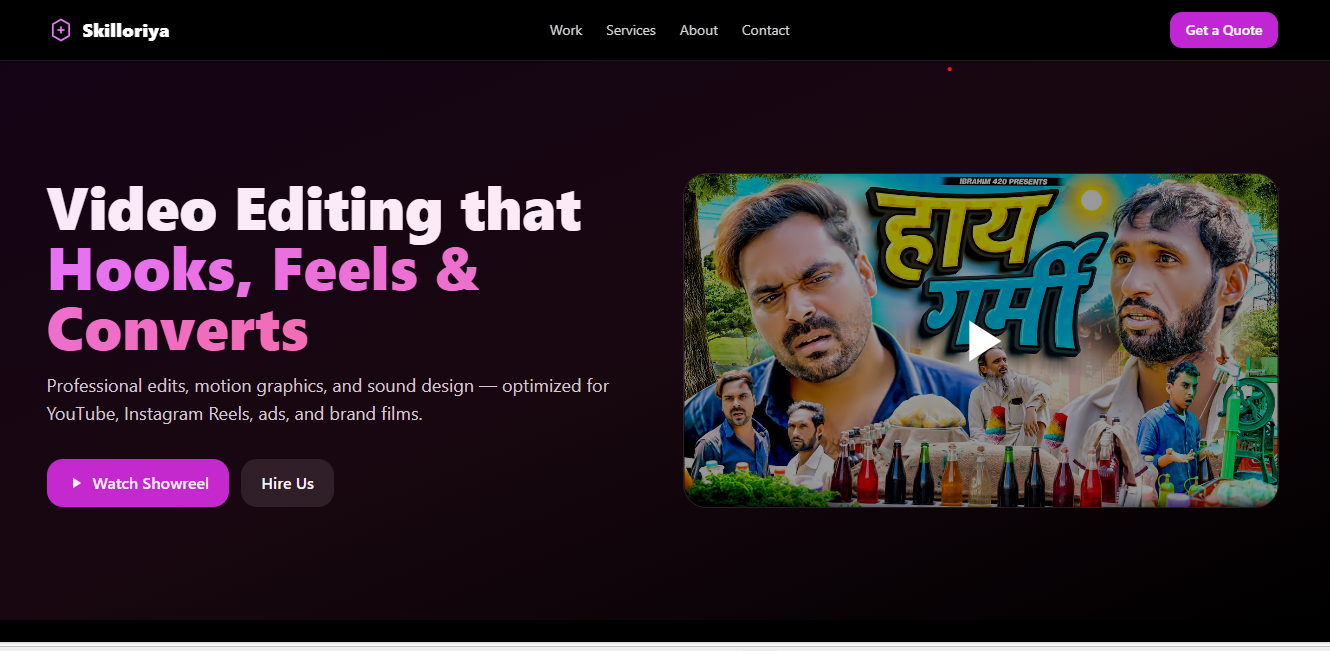 Skilloriya
Work
Services
About
Contact
Get a Quote
Video Editing that
Hooks, Feels &
Converts
Professional edits, motion graphics, and sound design — optimized for
YouTube, Instagram Reels, ads, and brand films.
Watch Showreel
Hire Us
IBRAHIM 420 PRESENTS
हाय
गर्मी